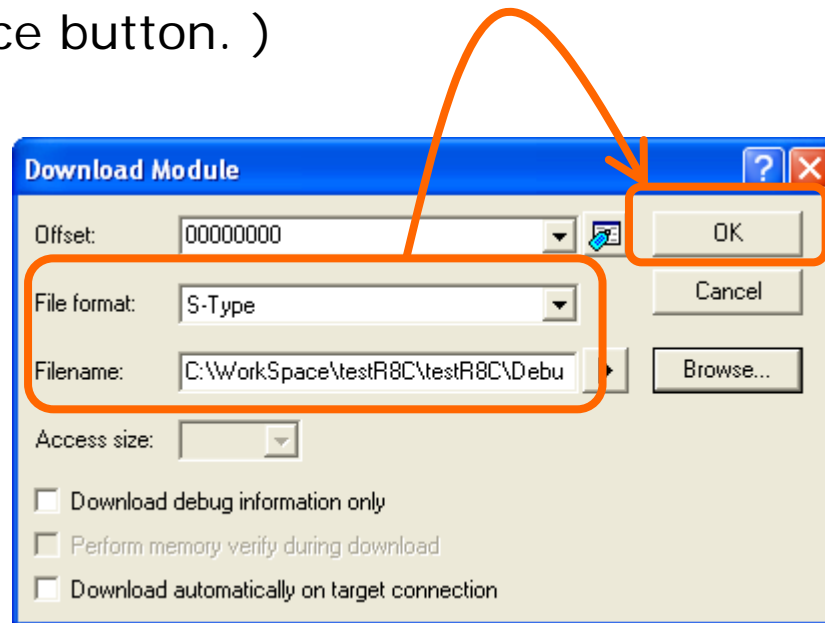 ce button. )
Download Module
Offset: 00000000 OK
File format: S-Type Cancel
Filename: C:\WorkSpace\testR8C\testR8C\Debu Browse...
Access size:
Download debug information only
Perform memory verify during download
Download automatically on target connection